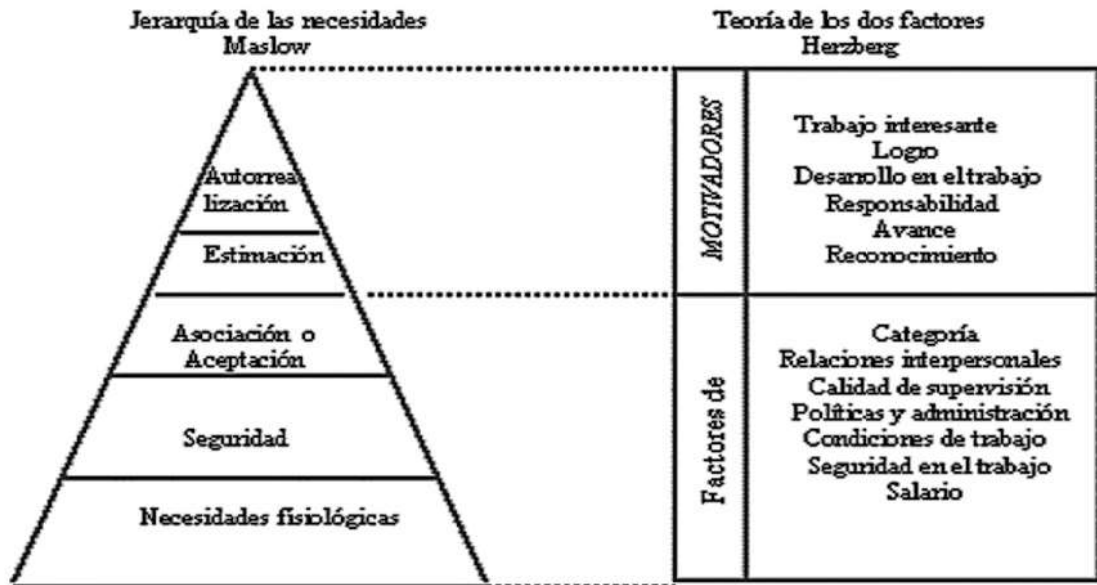 Jerarquía de las necesidades
Maslow
Autorrea
lización
Estimación
Asociación o
Aceptación
Seguridad
Necesidades fisiológicas
Teoría de los dos factores
Herzberg
MOTIVADORES
Trabajo interesante
Logro
Desarrollo en el trabajo
Responsabilidad
Avance
Reconocimiento
Factores de
Categoría
Relaciones interpersonales
Calidad de supervisión
Políticas y administración
Condiciones de trabajo
Seguridad en el trabajo
Salario